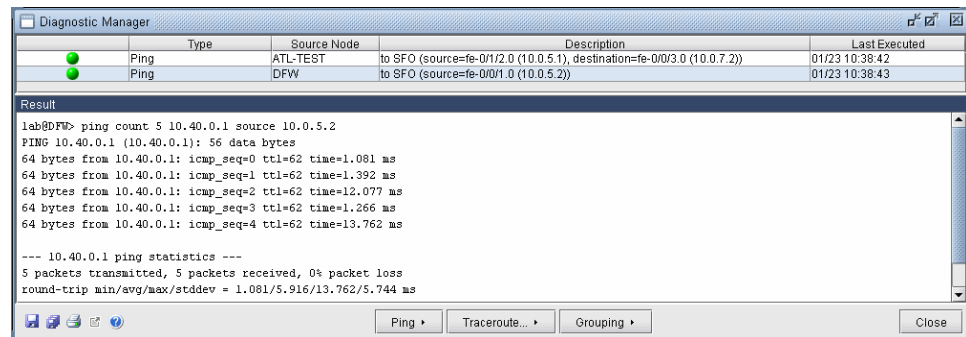 Diagnostic Manager
Type Source Node Description Last Executed
Ping ATL-TEST to SFO (source=fe-0/1/2.0 (10.0.5.1), destination=fe-0/0/3.0 (10.0.7.2)) 01/23 10:38:42
Ping DFW to SFO (source=fe-0/0/1.0 (10.0.5.2)) 01/23 10:38:43
Result
lab@DFW> ping count 5 10.40.0.1 source 10.0.5.2
PING 10.40.0.1 (10.40.0.1): 56 data bytes
64 bytes from 10.40.0.1: icmp_seq=0 ttl=62 time=1.081 ms
64 bytes from 10.40.0.1: icmp_seq=1 ttl=62 time=1.392 ms
64 bytes from 10.40.0.1: icmp_seq=2 ttl=62 time=12.077 ms
64 bytes from 10.40.0.1: icmp_seq=3 ttl=62 time=1.266 ms
64 bytes from 10.40.0.1: icmp_seq=4 ttl=62 time=13.762 ms
--- 10.40.0.1 ping statistics ---
5 packets transmitted, 5 packets received, 0% packet loss
round-trip min/avg/max/stddev = 1.081/5.916/13.762/5.744 ms
Ping Traceroute... Grouping Close